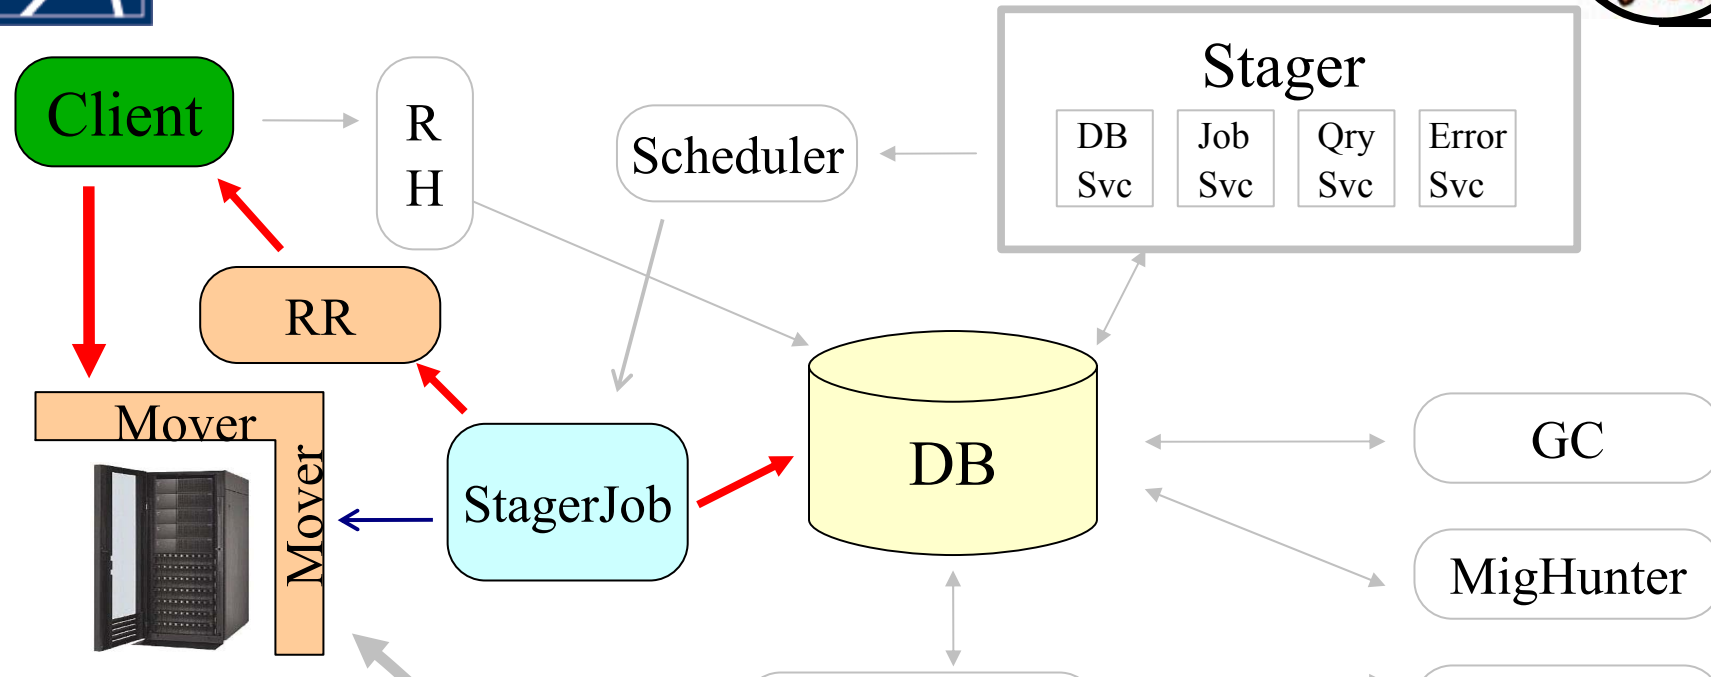 Stager
Client
R
H
Scheduler
DB
Svc
Job
Svc
Qry
Svc
Error
Svc
RR
Mover
Mover
StagerJob
DB
GC
MigHunter